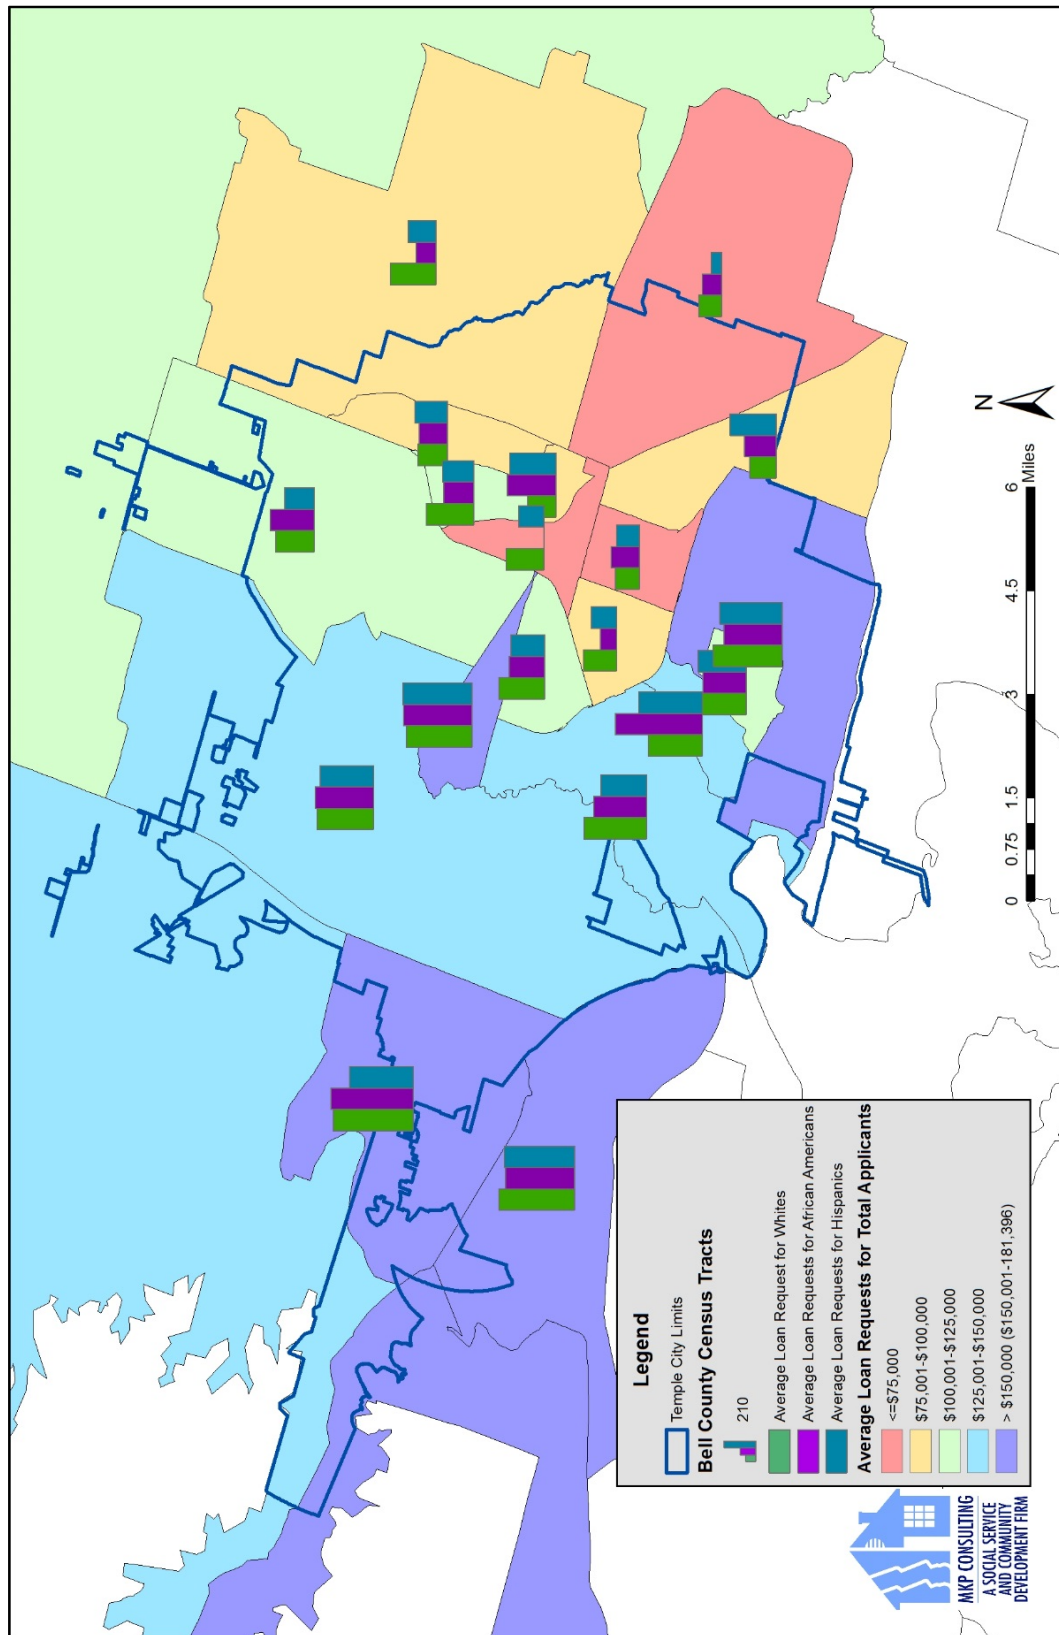 Legend
Temple City Limits
Bell County Census Tracts
210
Average Loan Request for Whites
Average Loan Requests for African Americans
Average Loan Requests for Hispanics
Average Loan Requests for Total Applicants
<=$75,000
$75,001-$100,000
$100,001-$125,000
$125,001-$150,000
> $150,000 ($150,001-181,396)
N
0 0.75 1.5 3 4.5 6
Miles
MKP CONSULTING
A SOCIAL SERVICE
AND COMMUNITY
DEVELOPMENT FIRM